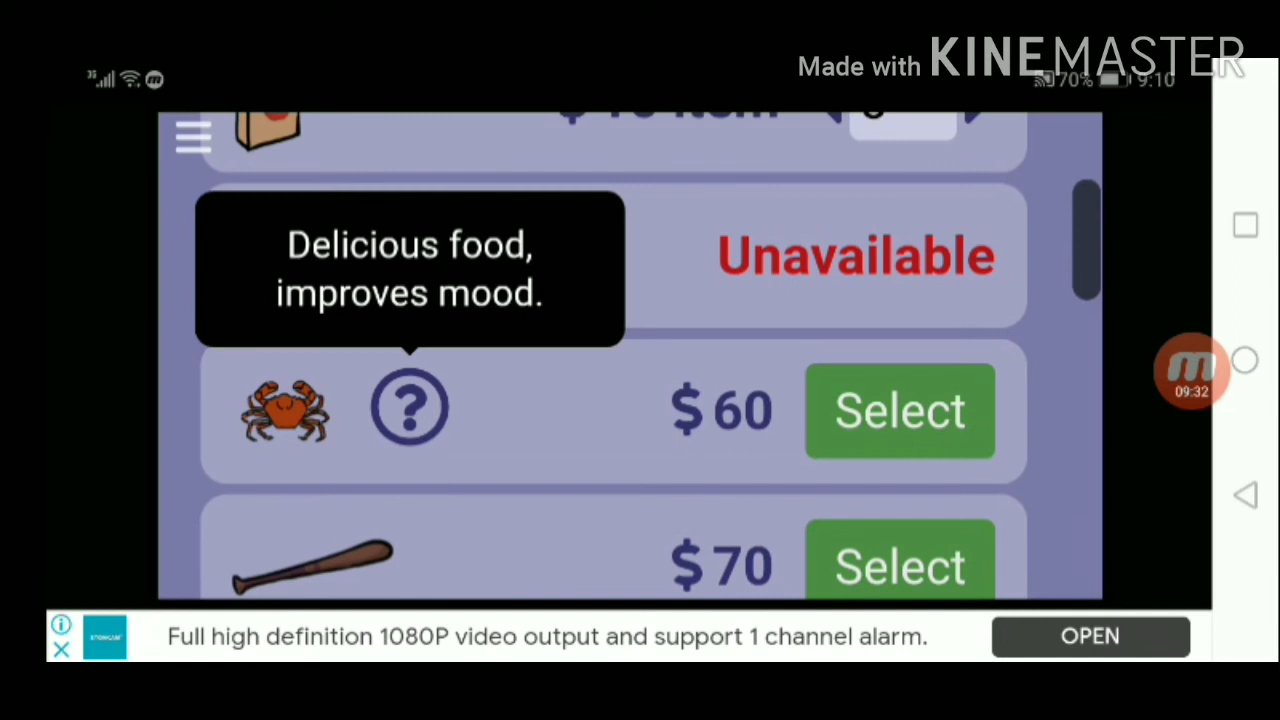 Made with KINEMASTER
3G
70% 9:10
Delicious food,
improves mood.
Unavailable
?
$ 60
Select
09:32
$ 70
Select
Full high definition 1080P video output and support 1 channel alarm.
OPEN